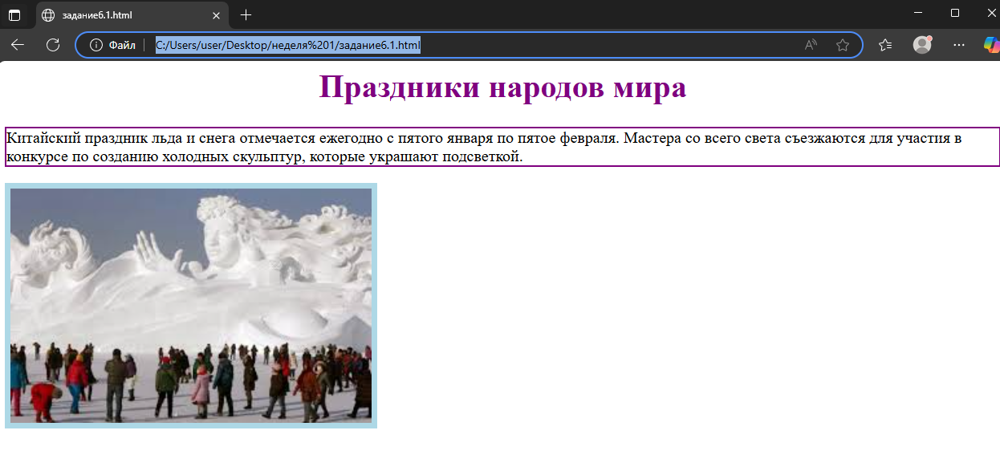 задание6.1.html
Файл
C:/Users/user/Desktop/неделя%201/задание6.1.html
Праздники народов мира
Китайский праздник льда и снега отмечается ежегодно с пятого января по пятое февраля. Мастера со всего света съезжаются для участия в
конкурсе по созданию холодных скульптур, которые украшают подсветкой.